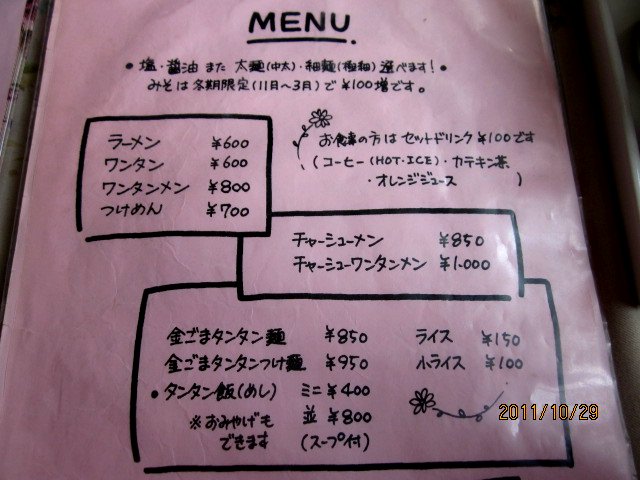 MENU
• 塩・醤油 また 太麺(中太)・細麺(極細) 選べます!•
みそは冬期限定(11月〜3月)で¥100増です。
ラーメン ¥600
ワンタン ¥600
ワンタンメン ¥800
つけめん ¥700
お食事の方はセットドリンク¥100です
(コーヒー(HOT・ICE)・カテキン茶
・オレンジジュース )
チャーシューメン ¥850
チャーシューワンタンメン ¥1.000
金ごまタンタン麺 ¥850
金ごまタンタンつけ麺 ¥950
• タンタン飯(めし) ミニ¥400
※おみやげも 並 ¥800
できます (スープ付)
ライス ¥150
小ライス ¥100
2011/10/29